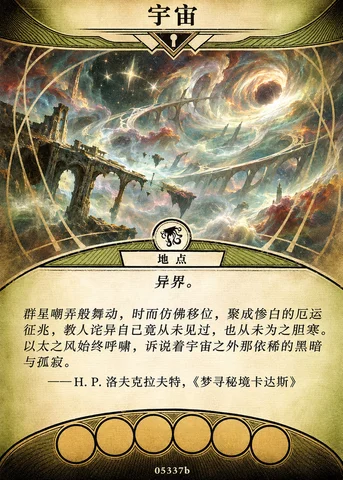 宇宙
地点
异界。
群星嘲弄般舞动，时而仿佛移位，聚成惨白的厄运
征兆，教人诧异自己竟从未见过，也从未为之胆寒。
以太之风始终呼啸，诉说着宇宙之外那依稀的黑暗
与孤寂。
——H. P. 洛夫克拉夫特，《梦寻秘境卡达斯》
05337b